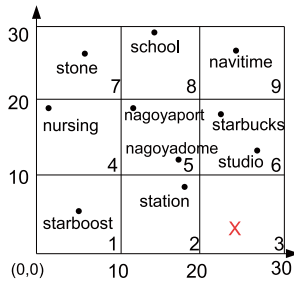 30
school
navitime
stone
7
8
9
20
nursing
nagoyaport
starbucks
nagoyadome
studio
4
5
6
10
station
starboost
X
1
2
3
(0,0)
10
20
30